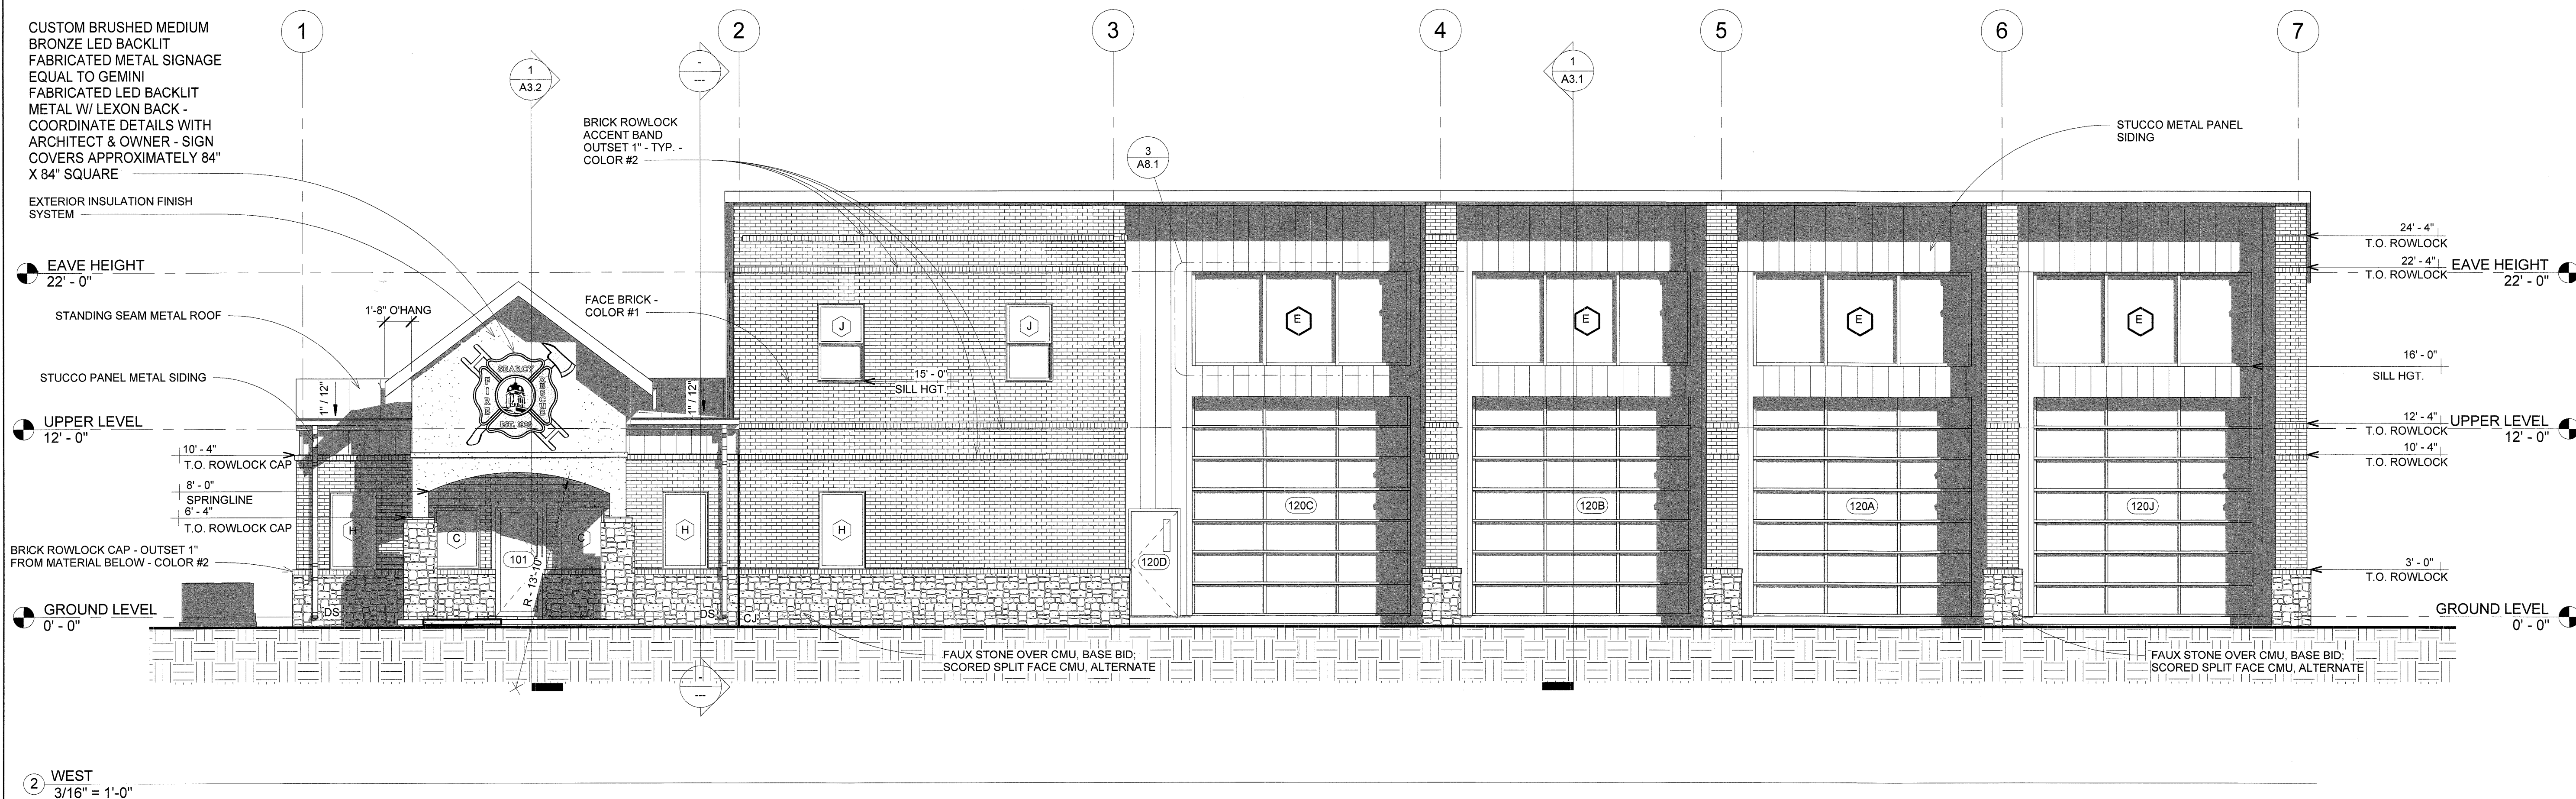 1
2
3
4
5
6
7
CUSTOM BRUSHED MEDIUM
BRONZE LED BACKLIT
FABRICATED METAL SIGNAGE
EQUAL TO GEMINI
FABRICATED LED BACKLIT
METAL W/ LEXON BACK -
COORDINATE DETAILS WITH
ARCHITECT & OWNER - SIGN
COVERS APPROXIMATELY 84"
X 84" SQUARE
EXTERIOR INSULATION FINISH
SYSTEM
1
A3.2
-
---
1
A3.1
BRICK ROWLOCK
ACCENT BAND
OUTSET 1" - TYP. -
COLOR #2
3
A8.1
STUCCO METAL PANEL
SIDING
EAVE HEIGHT
22' - 0"
STANDING SEAM METAL ROOF
1'-8" O'HANG
FACE BRICK -
COLOR #1
STUCCO PANEL METAL SIDING
1" / 12"
1" / 12"
SEARCY
FIRE
RESCUE
J
J
15' - 0"
SILL HGT.
E
E
E
E
24' - 4"
T.O. ROWLOCK
22' - 4"
T.O. ROWLOCK
EAVE HEIGHT
22' - 0"
16' - 0"
SILL HGT.
UPPER LEVEL
12' - 0"
12' - 4"
T.O. ROWLOCK
UPPER LEVEL
12' - 0"
10' - 4"
T.O. ROWLOCK
10' - 4"
T.O. ROWLOCK CAP
8' - 0"
SPRINGLINE
6' - 4"
T.O. ROWLOCK CAP
BRICK ROWLOCK CAP - OUTSET 1"
FROM MATERIAL BELOW - COLOR #2
H
C
101
C
R - 13'-10"
H
H
120D
120C
120B
120A
120J
3' - 0"
T.O. ROWLOCK
GROUND LEVEL
0' - 0"
DS
DS
CJ
GROUND LEVEL
0' - 0"
FAUX STONE OVER CMU, BASE BID;
SCORED SPLIT FACE CMU, ALTERNATE
FAUX STONE OVER CMU, BASE BID;
SCORED SPLIT FACE CMU, ALTERNATE
-
---
2
WEST
3/16" = 1'-0"